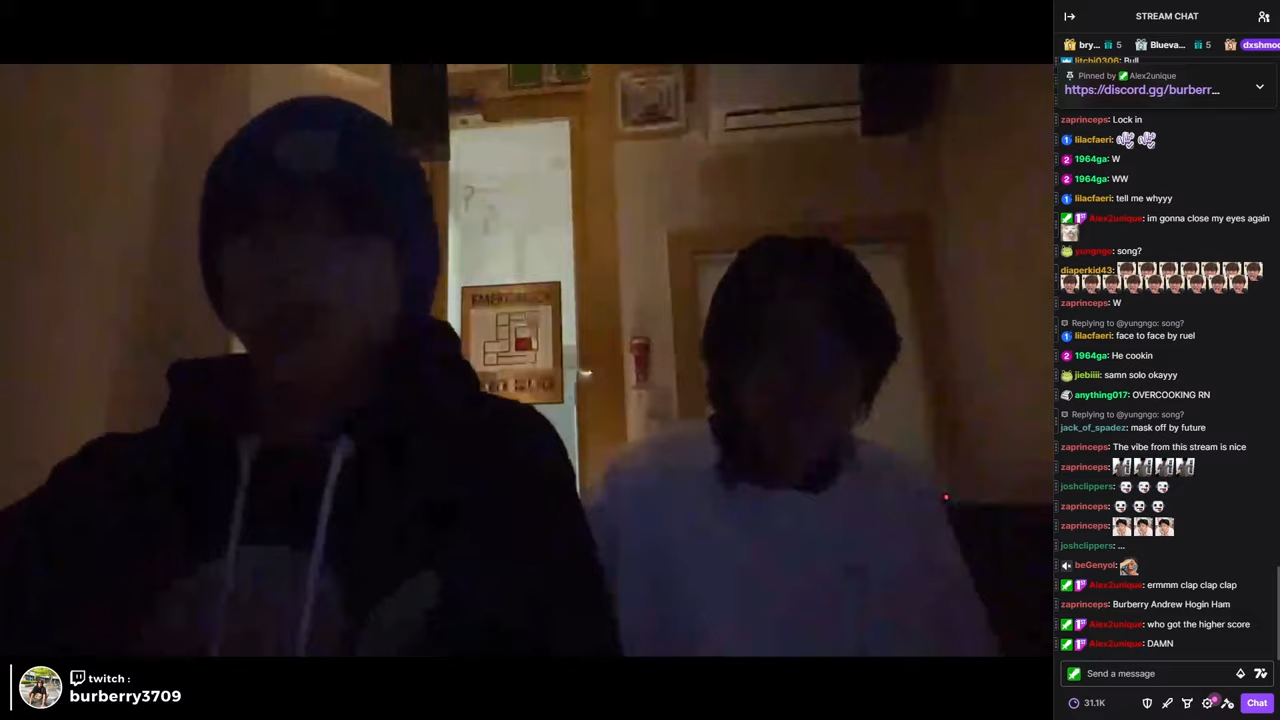 STREAM CHAT
bry... 5
Blueva... 5
dxshmoo
litchi0306: Bull
Pinned by Alex2unique
https://discord.gg/burberr...
zaprinceps: Lock in
lilacfaeri:
1964ga: W
1964ga: WW
lilacfaeri: tell me whyyy
Alex2unique: im gonna close my eyes again
yungngo: song?
diaperkid43:
zaprinceps: W
Replying to @yungngo: song?
lilacfaeri: face to face by ruel
1964ga: He cookin
jiebiiii: samn solo okayyy
anything017: OVERCOOKING RN
Replying to @yungngo: song?
jack_of_spadez: mask off by future
zaprinceps: The vibe from this stream is nice
zaprinceps:
joshclippers:
zaprinceps:
zaprinceps:
joshclippers: ...
beGenyol:
Alex2unique: ermmm clap clap clap
zaprinceps: Burberry Andrew Hogin Ham
Alex2unique: who got the higher score
Alex2unique: DAMN
Send a message
31.1K
Chat
twitch :
burberry3709